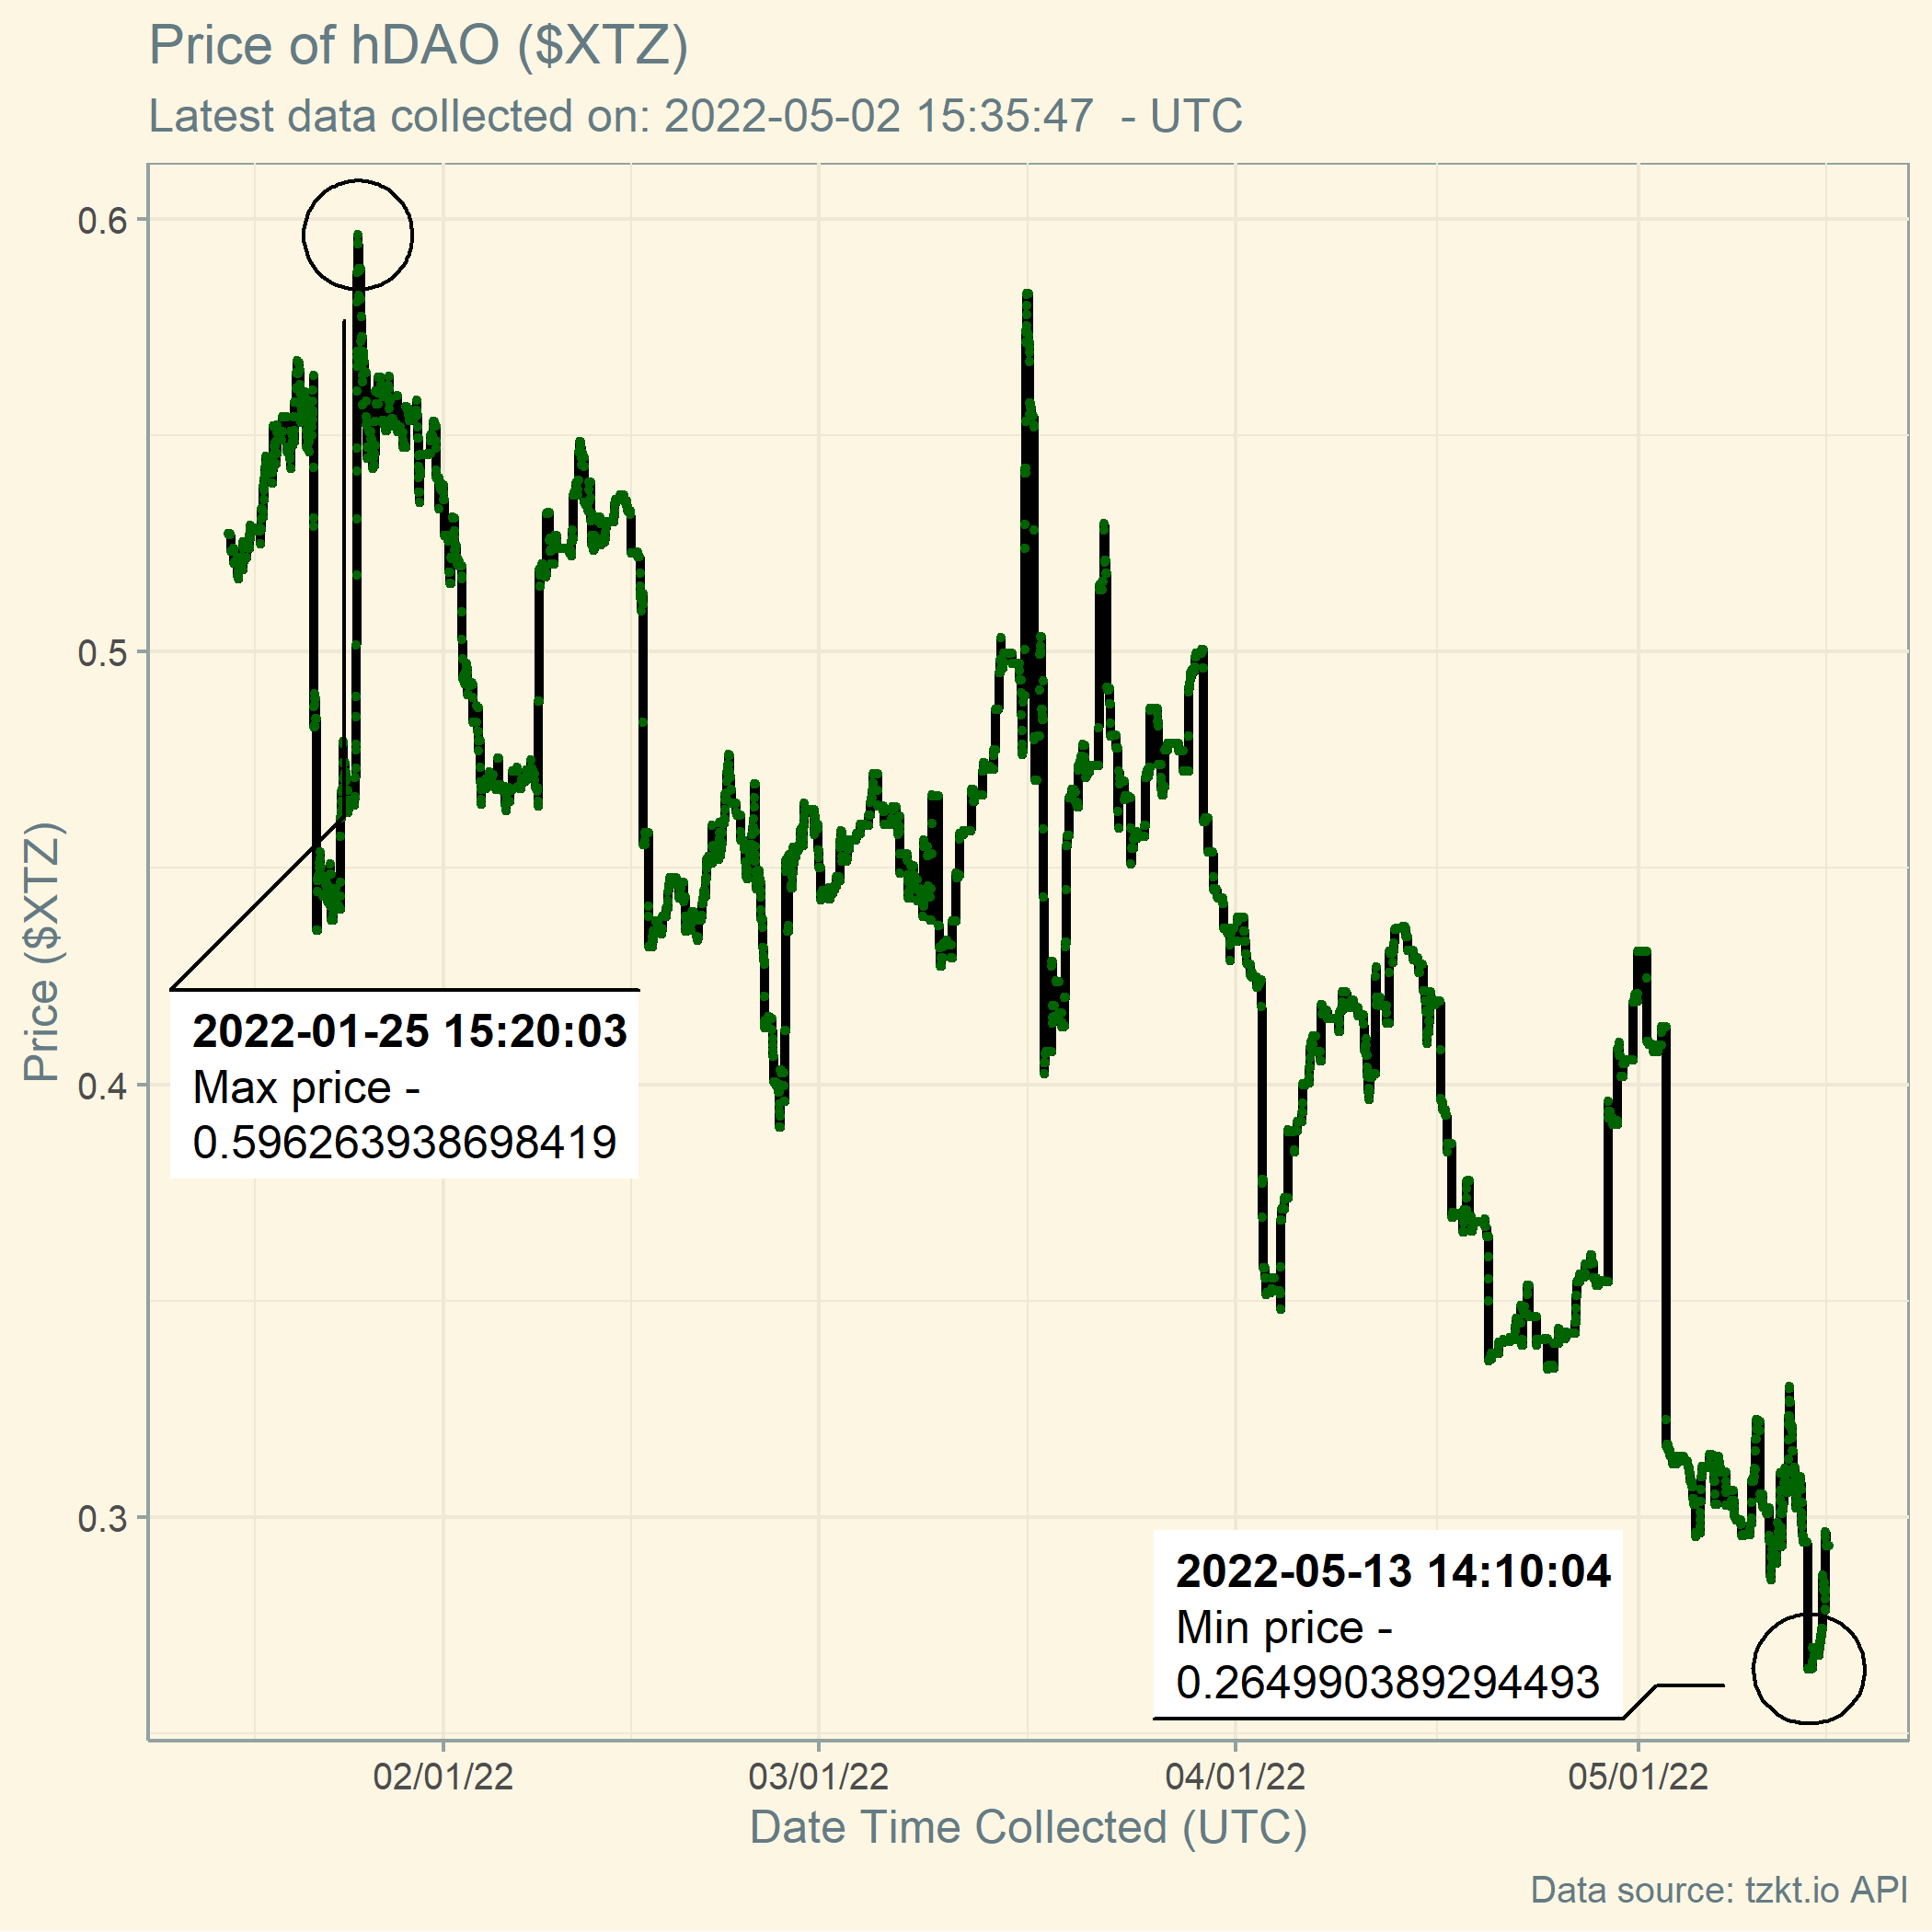 Price of hDAO ($XTZ)
Latest data collected on: 2022-05-02 15:35:47  - UTC
0.6
0.5
0.4
0.3
Price ($XTZ)
2022-01-25 15:20:03
Max price -
0.596263938698419
2022-05-13 14:10:04
Min price -
0.264990389294493
02/01/22
03/01/22
04/01/22
05/01/22
Date Time Collected (UTC)
Data source: tzkt.io API